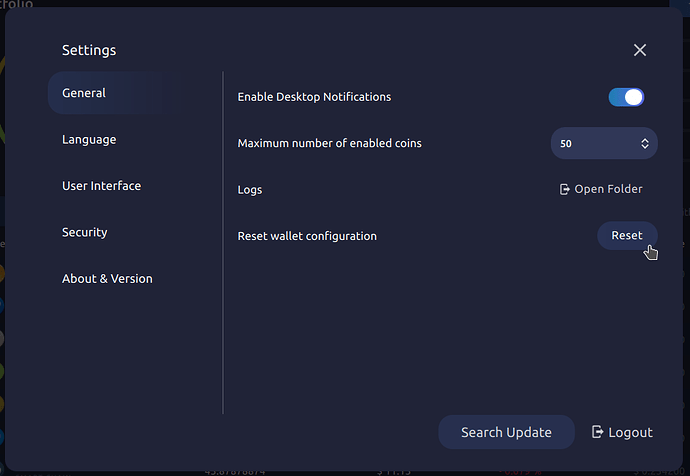 Settings
General
Enable Desktop Notifications
Language
Maximum number of enabled coins
50
User Interface
Logs
Open Folder
Security
Reset wallet configuration
Reset
About & Version
Search Update
Logout